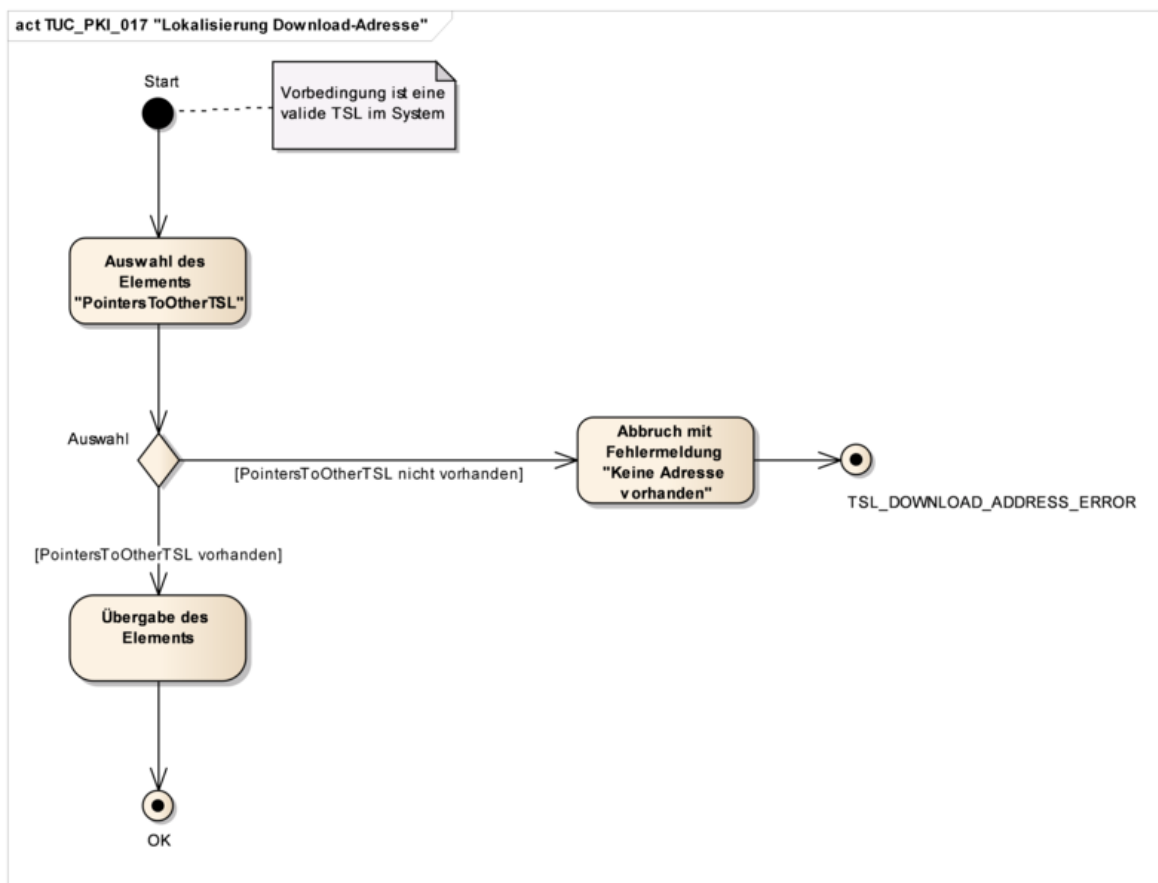 act TUC_PKI_017 "Lokalisierung Download-Adresse"
Start
Vorbedingung ist eine
valide TSL im System
Auswahl des
Elements
"PointersToOtherTSL"
Auswahl
[PointersToOtherTSL nicht vorhanden]
Abbruch mit
Fehlermeldung
"Keine Adresse
vorhanden"
TSL_DOWNLOAD_ADDRESS_ERROR
[PointersToOtherTSL vorhanden]
Übergabe des
Elements
OK